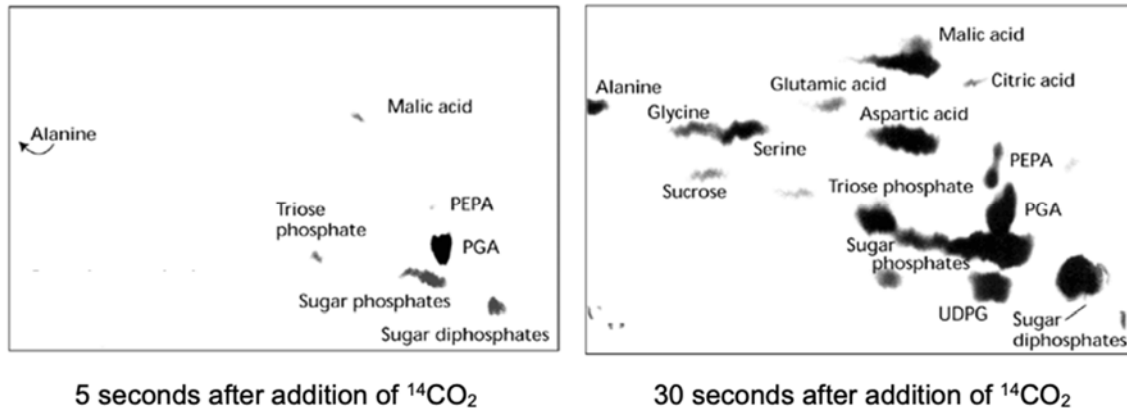 Alanine
Malic acid
Triose
phosphate
PEPA
PGA
Sugar phosphates
Sugar diphosphates
5 seconds after addition of ¹⁴CO₂
Malic acid
Alanine
Glutamic acid
Citric acid
Glycine
Aspartic acid
Serine
PEPA
Sucrose
Triose phosphate
PGA
Sugar
phosphates
UDPG
Sugar
diphosphates
30 seconds after addition of ¹⁴CO₂